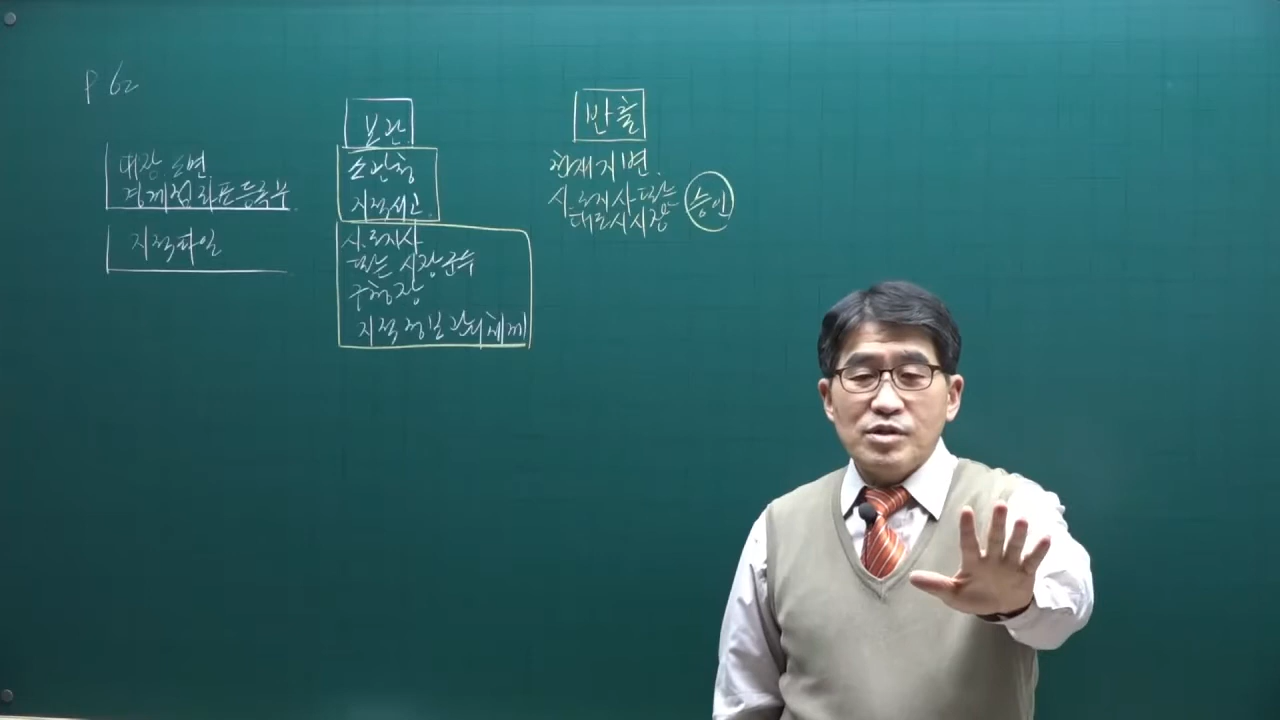 P 62
보관
반출
대장, 도면
경계점좌표등록부
소관청
지적서고
천재지변.
시·도지사 또는
대도시시장
승인
지적파일
시·도지사
또는 시장군수
구청장
지적정보관리체계